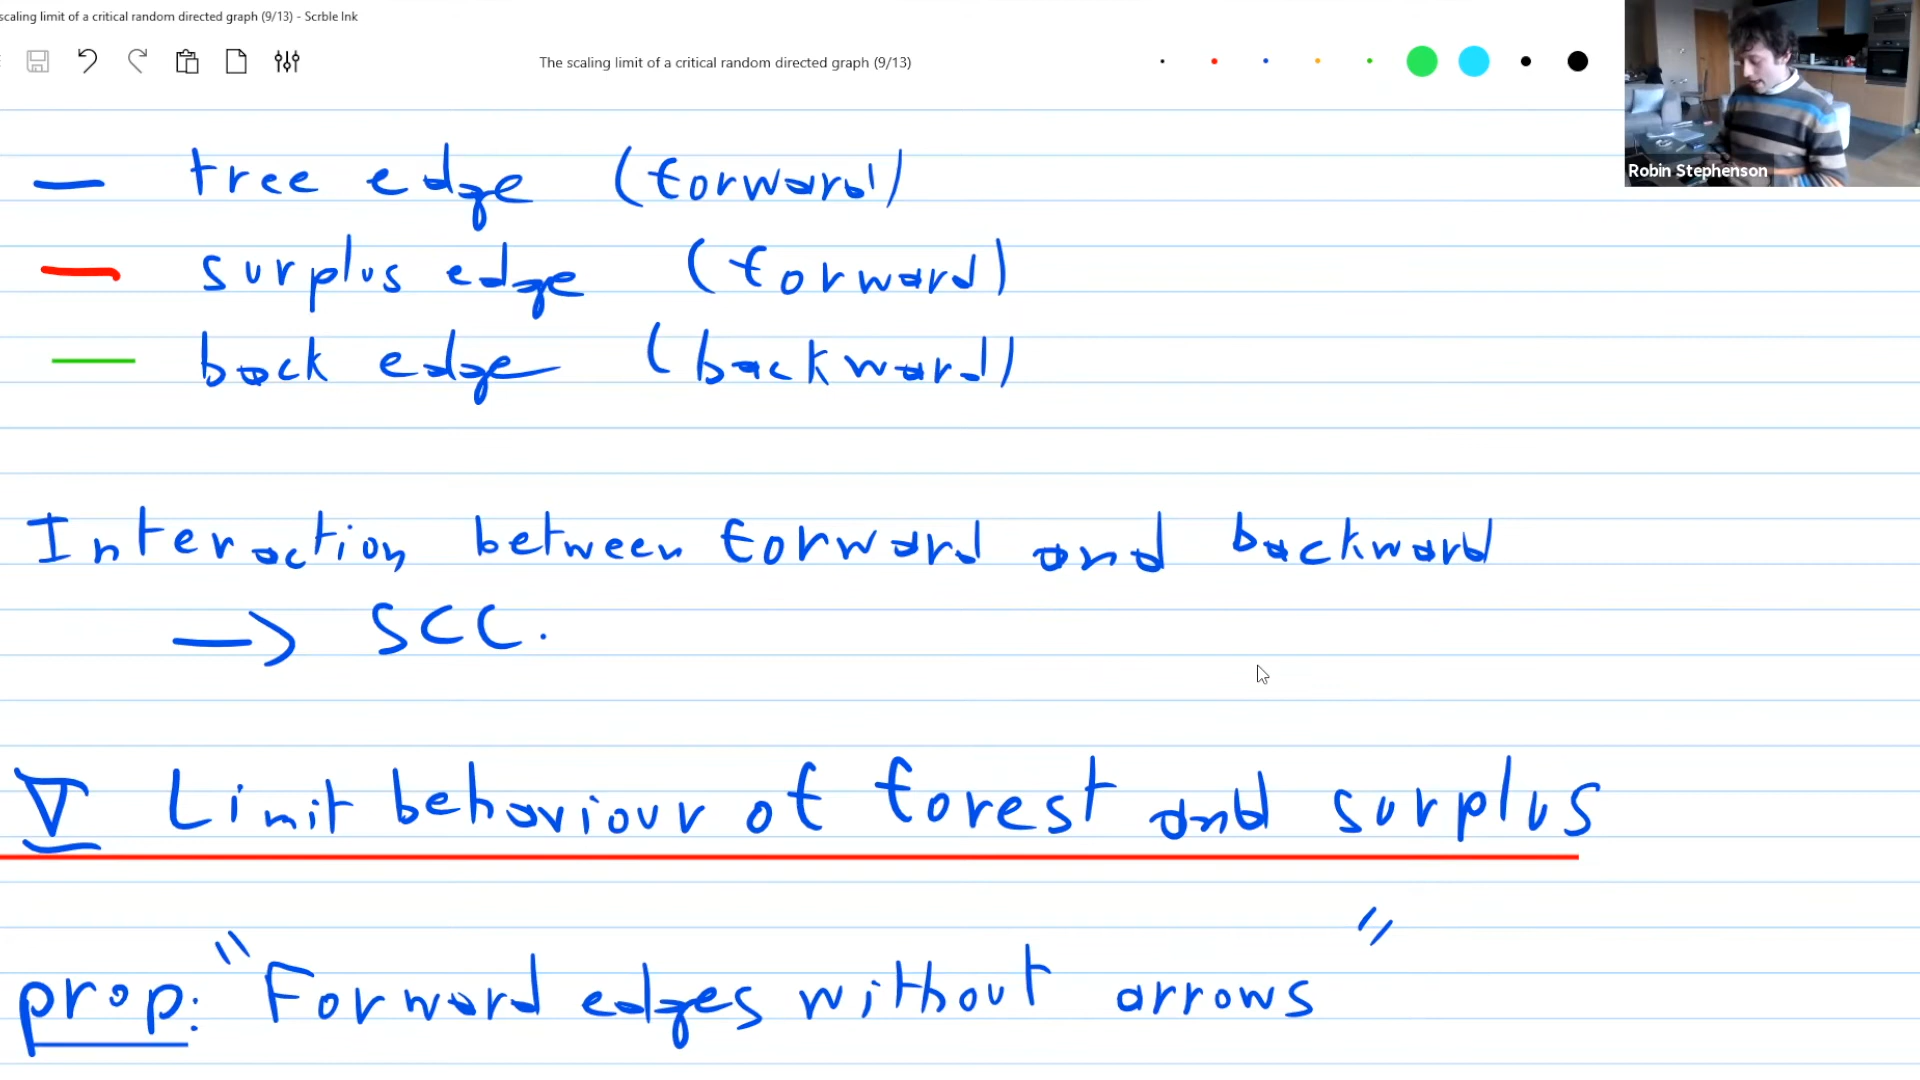 scaling limit of a critical random directed graph (9/13) - Scrble Ink
The scaling limit of a critical random directed graph (9/13)
Robin Stephenson
— tree edge (forward)
— surplus edge (forward)
— back edge (backward)
Interaction between forward and backward
→ SCC.
V Limit behaviour of forest and surplus
prop: "Forward edges without arrows"